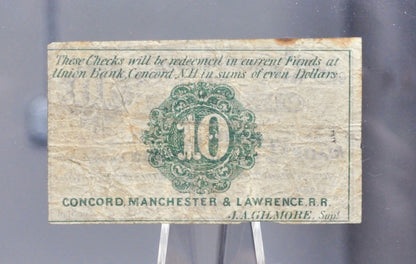 These Checks will be redeemed in current Funds at
Union Bank, Concord, N.H. in sums of even Dollars.
10
CONCORD, MANCHESTER & LAWRENCE, R.R.
J. A. GILMORE, Supt